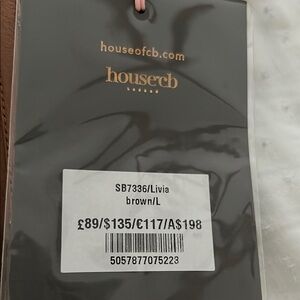 houseofcb.com
housecb
LONDON
SB7336/Livia
brown/L
£89/$135/€117/A$198
5057877075223